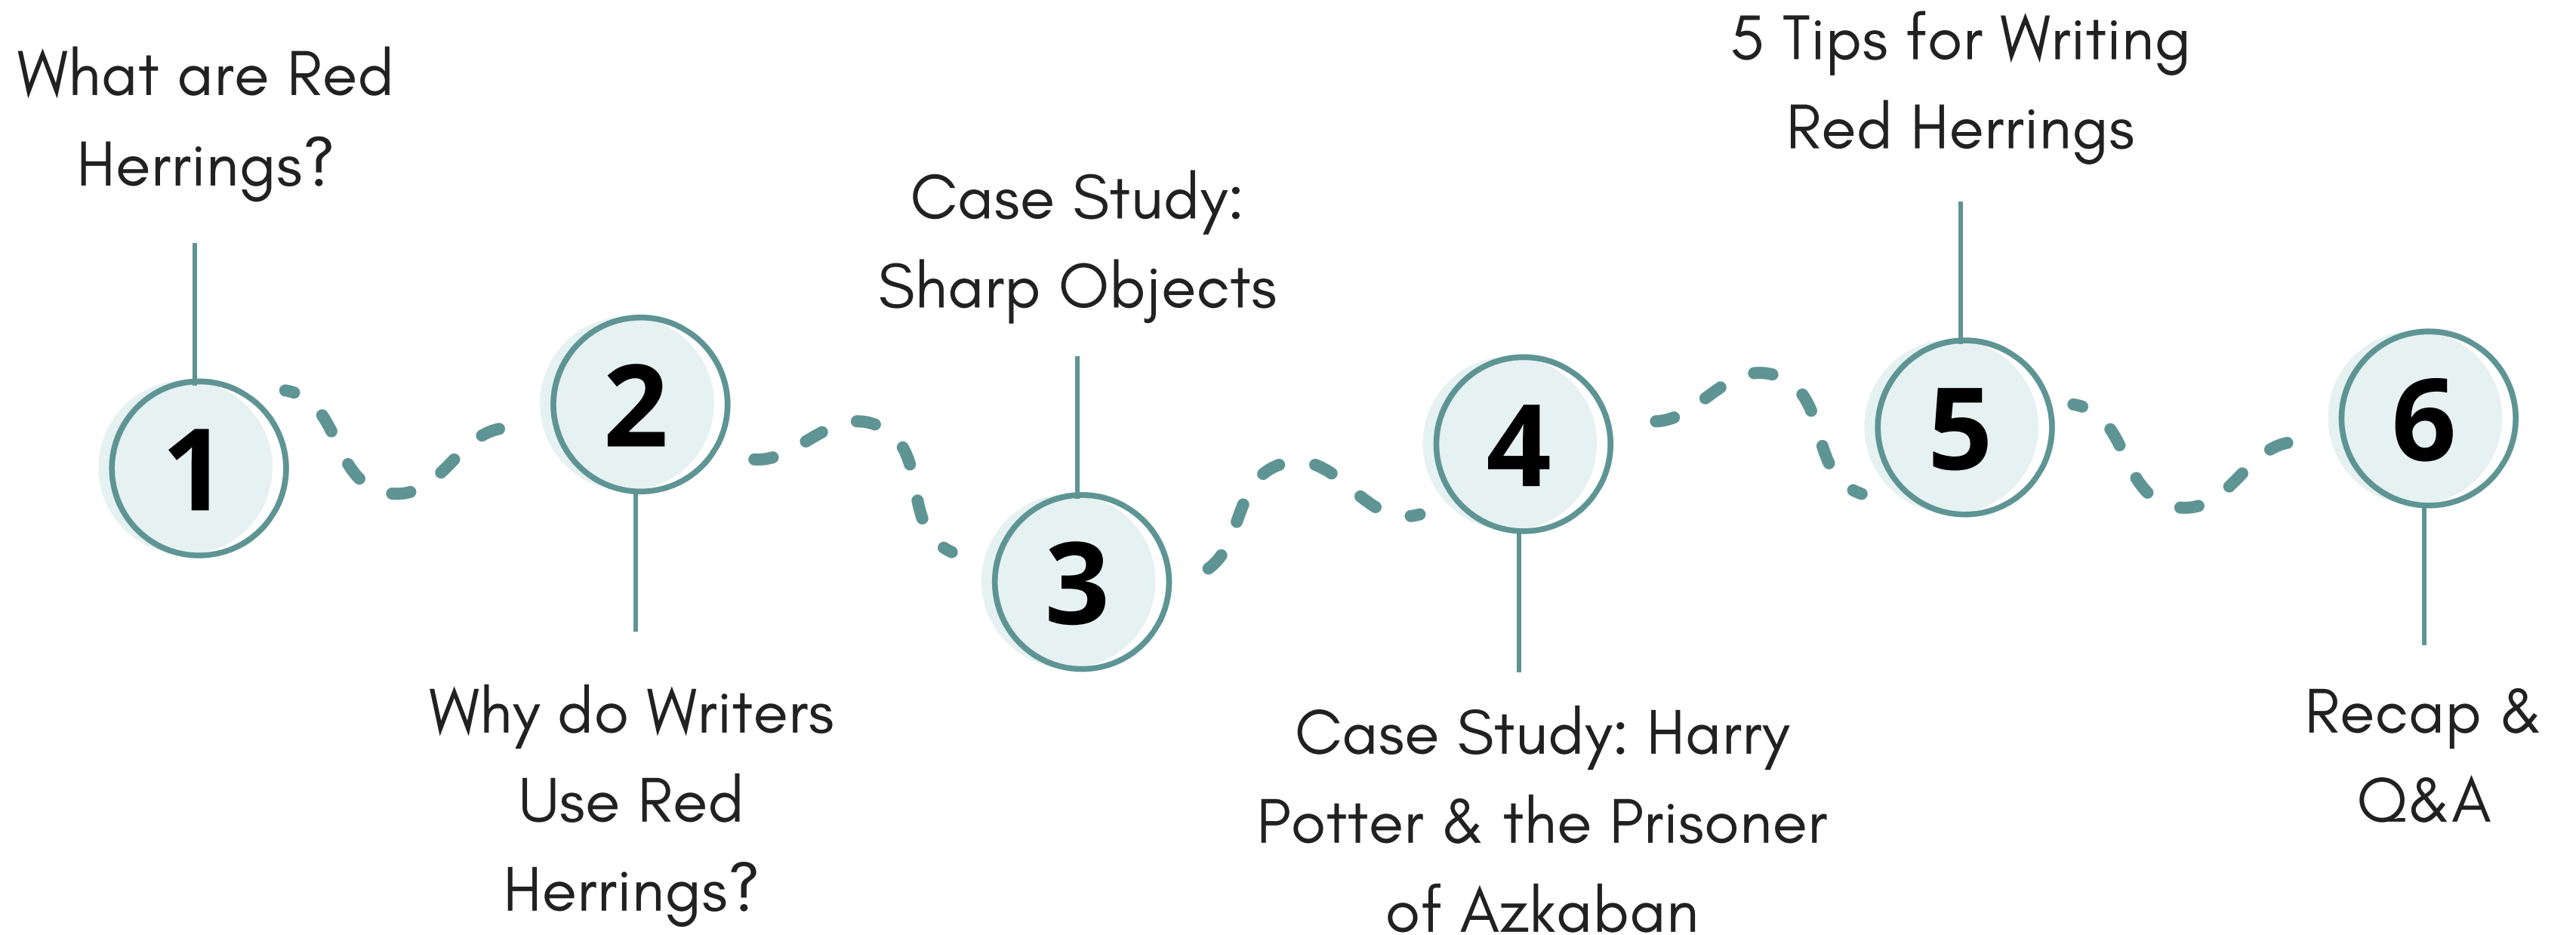 What are Red
Herrings?
1
2
Why do Writers
Use Red
Herrings?
Case Study:
Sharp Objects
3
4
Case Study: Harry
Potter & the Prisoner
of Azkaban
5 Tips for Writing
Red Herrings
5
6
Recap &
Q&A